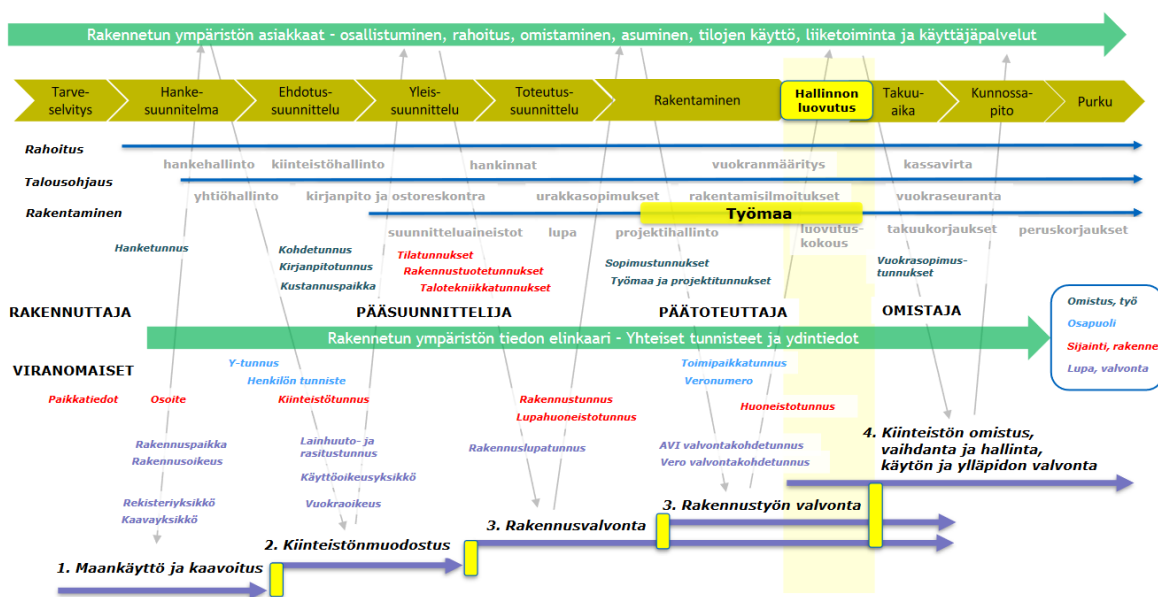 Rakennetun ympäristön asiakkaat - osallistuminen, rahoitus, omistaminen, asuminen, tilojen käyttö, liiketoiminta ja käyttäjäpalvelut
Tarve-
selvitys
Hanke-
suunnitelma
Ehdotus-
suunnittelu
Yleis-
suunnittelu
Toteutus-
suunnittelu
Rakentaminen
Hallinnon
luovutus
Takuu-
aika
Kunnossa-
pito
Purku
Rahoitus
hankehallinto kiinteistöhallinto hankinnat vuokranmääritys kassavirta
Talousohjaus
yhtiöhallinto kirjanpito ja ostoreskontra urakkasopimukset rakentamisilmoitukset vuokraseuranta
Rakentaminen
Työmaa
suunnitteluaineistot lupa projektihallinto
luovutus-
kokous
takuukorjaukset peruskorjaukset
Hanketunnus
Kohdetunnus
Kirjanpitotunnus
Kustannuspaikka
Tilatunnukset
Rakennustuotetunnukset
Talotekniikkatunnukset
Sopimustunnukset
Työmaa ja projektitunnukset
Vuokrasopimus-
tunnukset
RAKENNUTTAJA PÄÄSUUNNITTELIJA PÄÄTOTEUTTAJA OMISTAJA
Omistus, työ
Osapuoli
Sijainti, rakenne
Lupa, valvonta
Rakennetun ympäristön tiedon elinkaari - Yhteiset tunnisteet ja ydintiedot
VIRANOMAISET
Y-tunnus
Henkilön tunniste
Kiinteistötunnus
Toimipaikkatunnus
Veronumero
Paikkatiedot Osoite
Rakennustunnus
Lupahuoneistotunnus
Huoneistotunnus
Rakennuspaikka
Rakennusoikeus
Lainhuuto- ja
rasitustunnus
Käyttöoikeusyksikkö
Vuokraoikeus
Rakennuslupatunnus
AVI valvontakohdetunnus
Vero valvontakohdetunnus
4. Kiinteistön omistus,
vaihdanta ja hallinta,
käytön ja ylläpidon valvonta
Rekisteriyksikkö
Kaavayksikkö
3. Rakennustyön valvonta
3. Rakennusvalvonta
2. Kiinteistönmuodostus
1. Maankäyttö ja kaavoitus